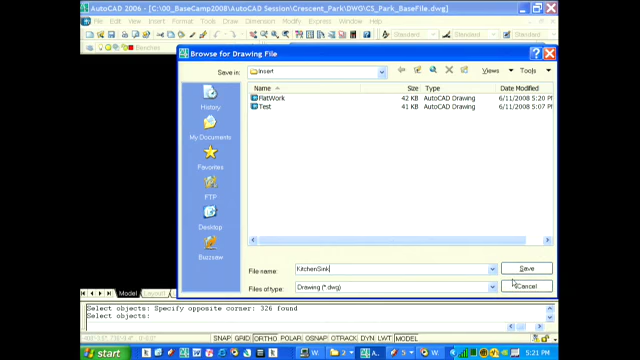 AutoCAD 2006 - [C:\00_BaseCamp2008\AutoCAD Session\Crescent_Park\DWG\CS_Park_BaseFile.dwg]
File Edit View Insert Format Tools Draw Dimension Modify Express Window Help
Benches
Browse for Drawing File
Save in: Insert Views Tools
Name Size Type Date Modified
FlatWork 42 KB AutoCAD Drawing 6/11/2008 5:20 P
Test 41 KB AutoCAD Drawing 6/11/2008 5:07 P
History
My Documents
Favorites
FTP
Desktop
Buzzsaw
File name: KitchenSink Save
Files of type: Drawing (*.dwg) Cancel
Model
Select objects: Specify opposite corner: 326 found
Select objects:
SNAP GRID ORTHO POLAR OSNAP OTRACK DYN LWT MODEL
start 5:21 PM